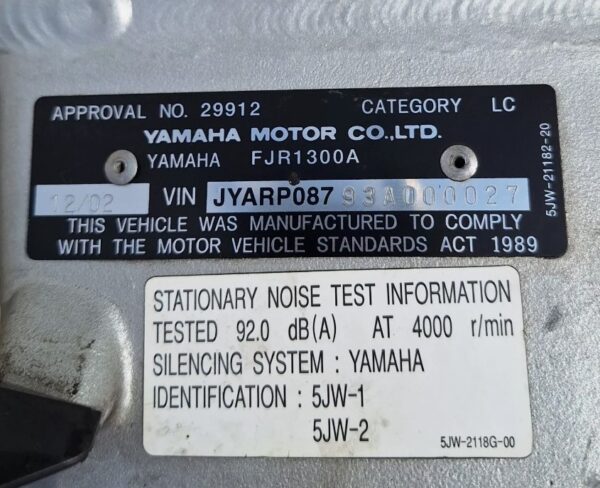 APPROVAL NO. 29912 CATEGORY LC
YAMAHA MOTOR CO.,LTD.
YAMAHA FJR1300A
12/02 VIN JYARP08793A000027
THIS VEHICLE WAS MANUFACTURED TO COMPLY
WITH THE MOTOR VEHICLE STANDARDS ACT 1989
5JW-21182-20
STATIONARY NOISE TEST INFORMATION
TESTED 92.0 dB(A) AT 4000 r/min
SILENCING SYSTEM : YAMAHA
IDENTIFICATION : 5JW-1
5JW-2
5JW-2118G-00